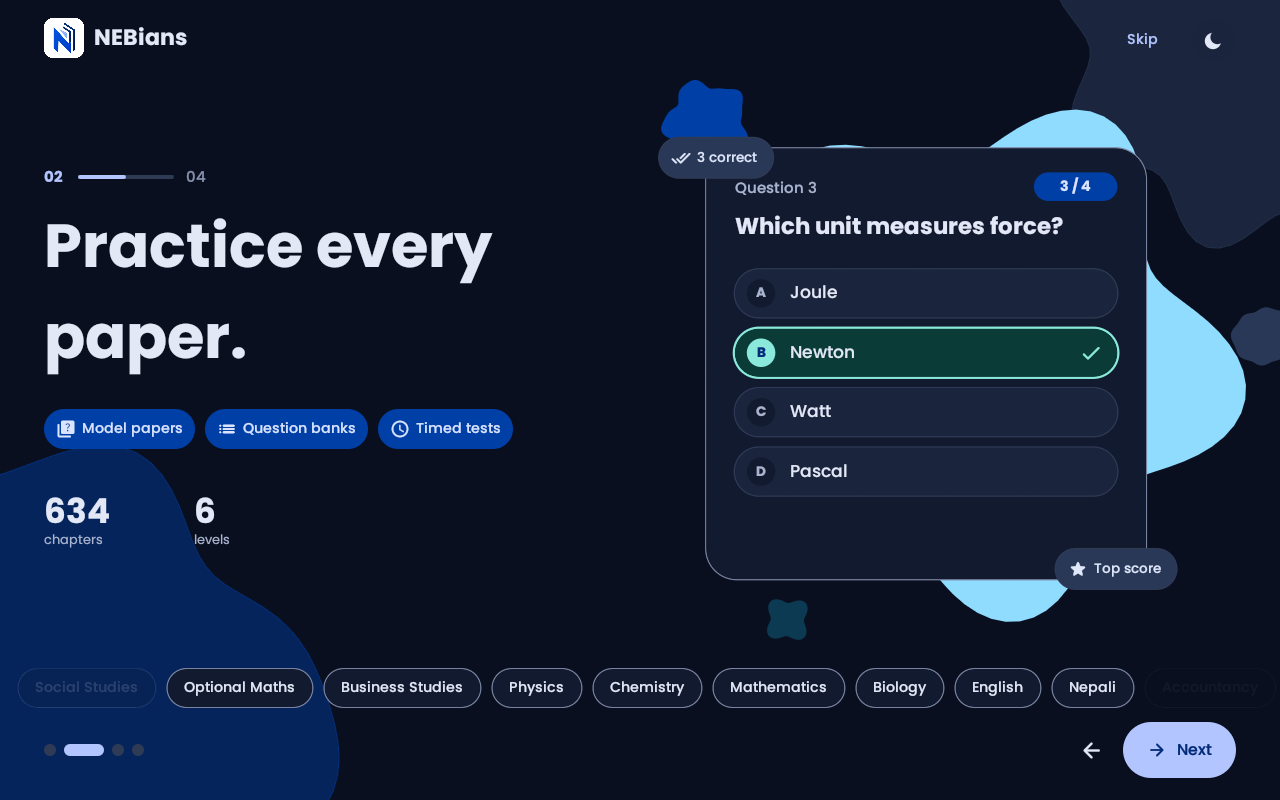 NEBians
Skip
02
04
Practice every
paper.
Model papers
Question banks
Timed tests
634
chapters
6
levels
3 correct
Question 3
3 / 4
Which unit measures force?
A
Joule
B
Newton
C
Watt
D
Pascal
Top score
Social Studies
Optional Maths
Business Studies
Physics
Chemistry
Mathematics
Biology
English
Nepali
Accountancy
Next